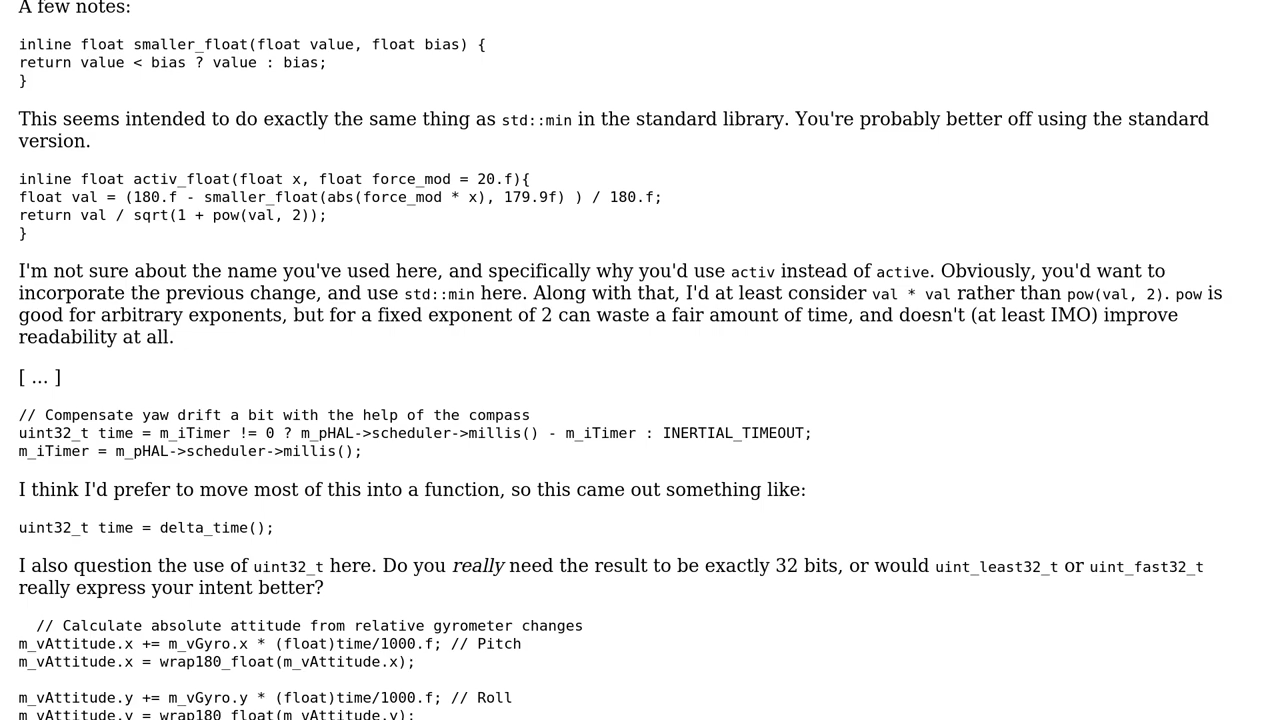 A few notes:
inline float smaller_float(float value, float bias) {
return value < bias ? value : bias;
}
This seems intended to do exactly the same thing as std::min in the standard library. You're probably better off using the standard
version.
inline float activ_float(float x, float force_mod = 20.f){
float val = (180.f - smaller_float(abs(force_mod * x), 179.9f) ) / 180.f;
return val / sqrt(1 + pow(val, 2));
}
I'm not sure about the name you've used here, and specifically why you'd use activ instead of active. Obviously, you'd want to
incorporate the previous change, and use std::min here. Along with that, I'd at least consider val * val rather than pow(val, 2). pow is
good for arbitrary exponents, but for a fixed exponent of 2 can waste a fair amount of time, and doesn't (at least IMO) improve
readability at all.
[ ... ]
// Compensate yaw drift a bit with the help of the compass
uint32_t time = m_iTimer != 0 ? m_pHAL->scheduler->millis() - m_iTimer : INERTIAL_TIMEOUT;
m_iTimer = m_pHAL->scheduler->millis();
I think I'd prefer to move most of this into a function, so this came out something like:
uint32_t time = delta_time();
I also question the use of uint32_t here. Do you really need the result to be exactly 32 bits, or would uint_least32_t or uint_fast32_t
really express your intent better?
// Calculate absolute attitude from relative gyrometer changes
m_vAttitude.x += m_vGyro.x * (float)time/1000.f; // Pitch
m_vAttitude.x = wrap180_float(m_vAttitude.x);
m_vAttitude.y += m_vGyro.y * (float)time/1000.f; // Roll
m_vAttitude.y = wrap180_float(m_vAttitude.y);